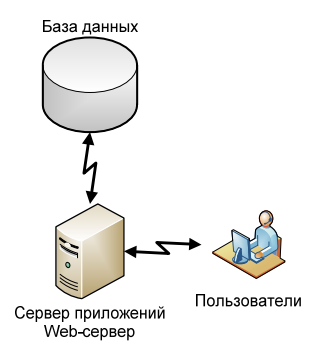 База данных
Сервер приложений
Web-сервер
Пользователи